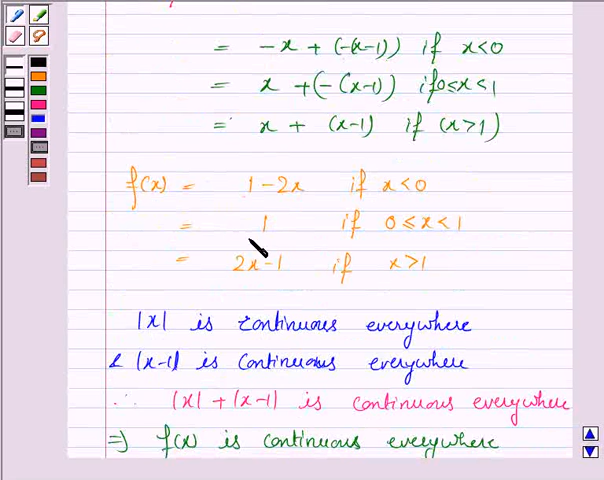 = -x + (-(x-1)) if x<0
= x + (-(x-1)) if 0≤x<1
= x + (x-1) if (x>1)
f(x) = 1-2x if x<0
= 1 if 0≤x<1
= 2x-1 if x>1
|x| is continuous everywhere
& |x-1| is continuous everywhere
∴ |x| + |x-1| is continuous everywhere
⇒ f(x) is continuous everywhere